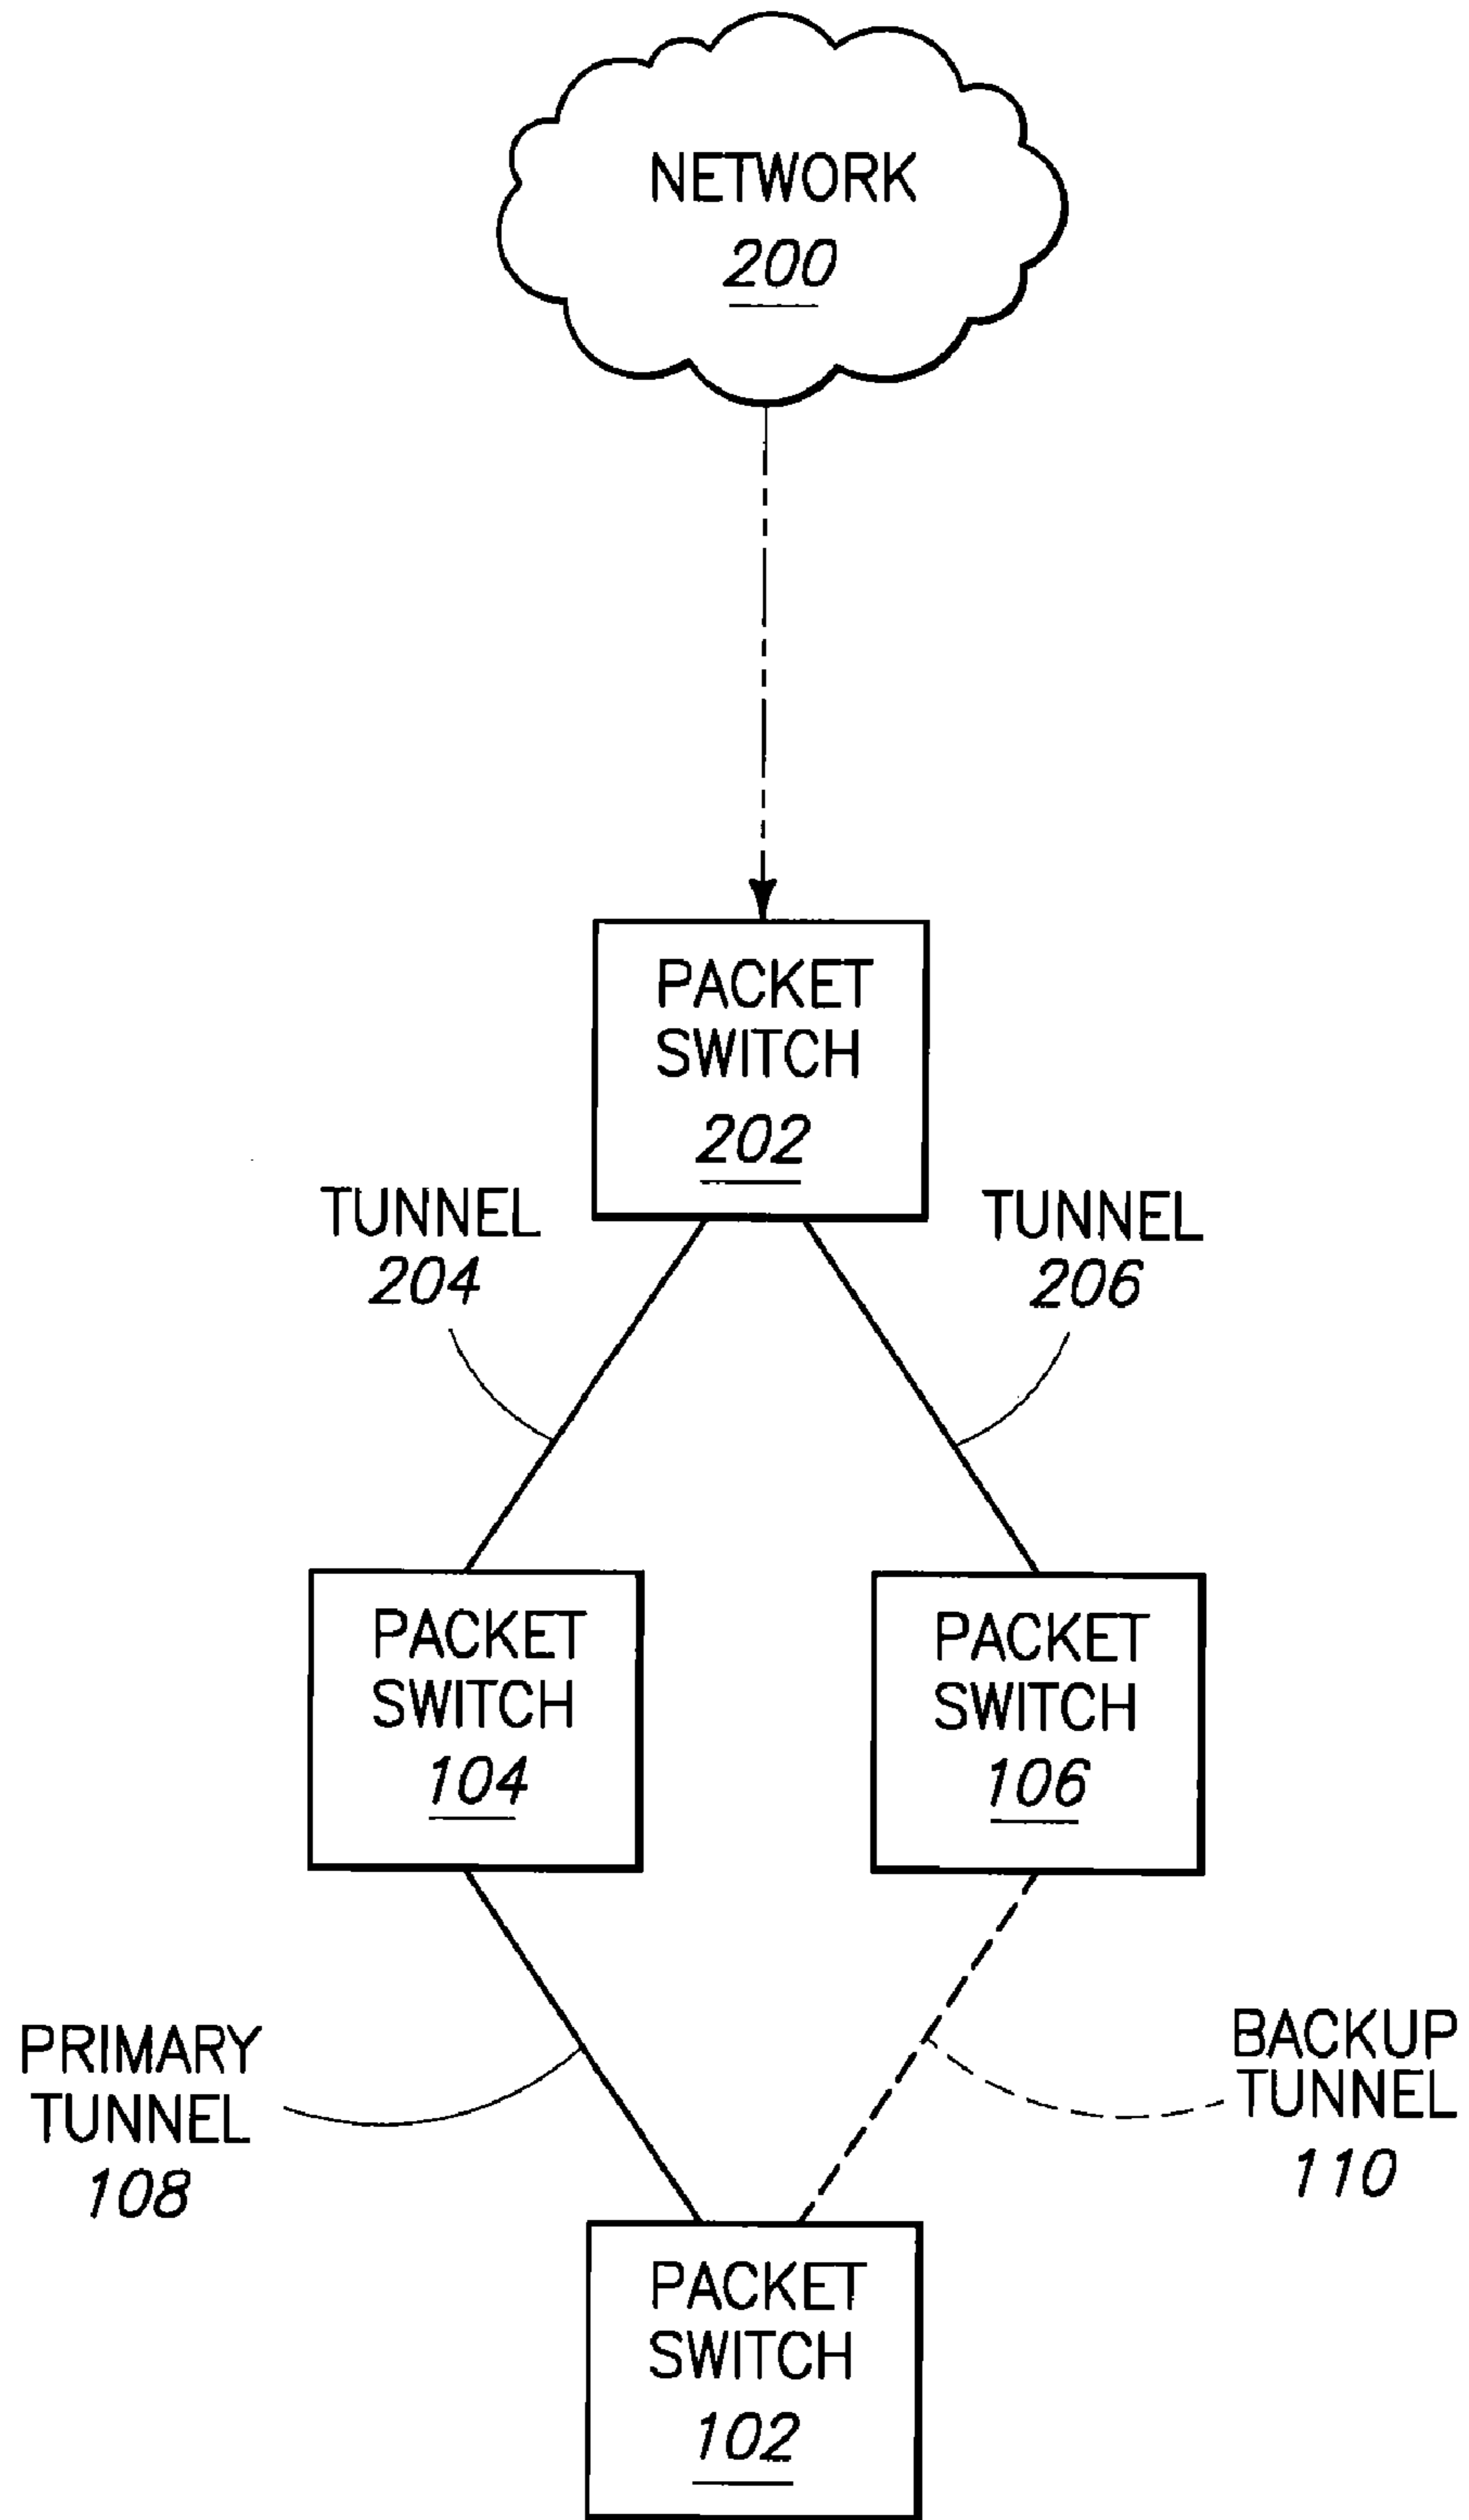 NETWORK
200
PACKET
SWITCH
202
TUNNEL
204
TUNNEL
206
PACKET
SWITCH
104
PACKET
SWITCH
106
PRIMARY
TUNNEL
108
BACKUP
TUNNEL
110
PACKET
SWITCH
102